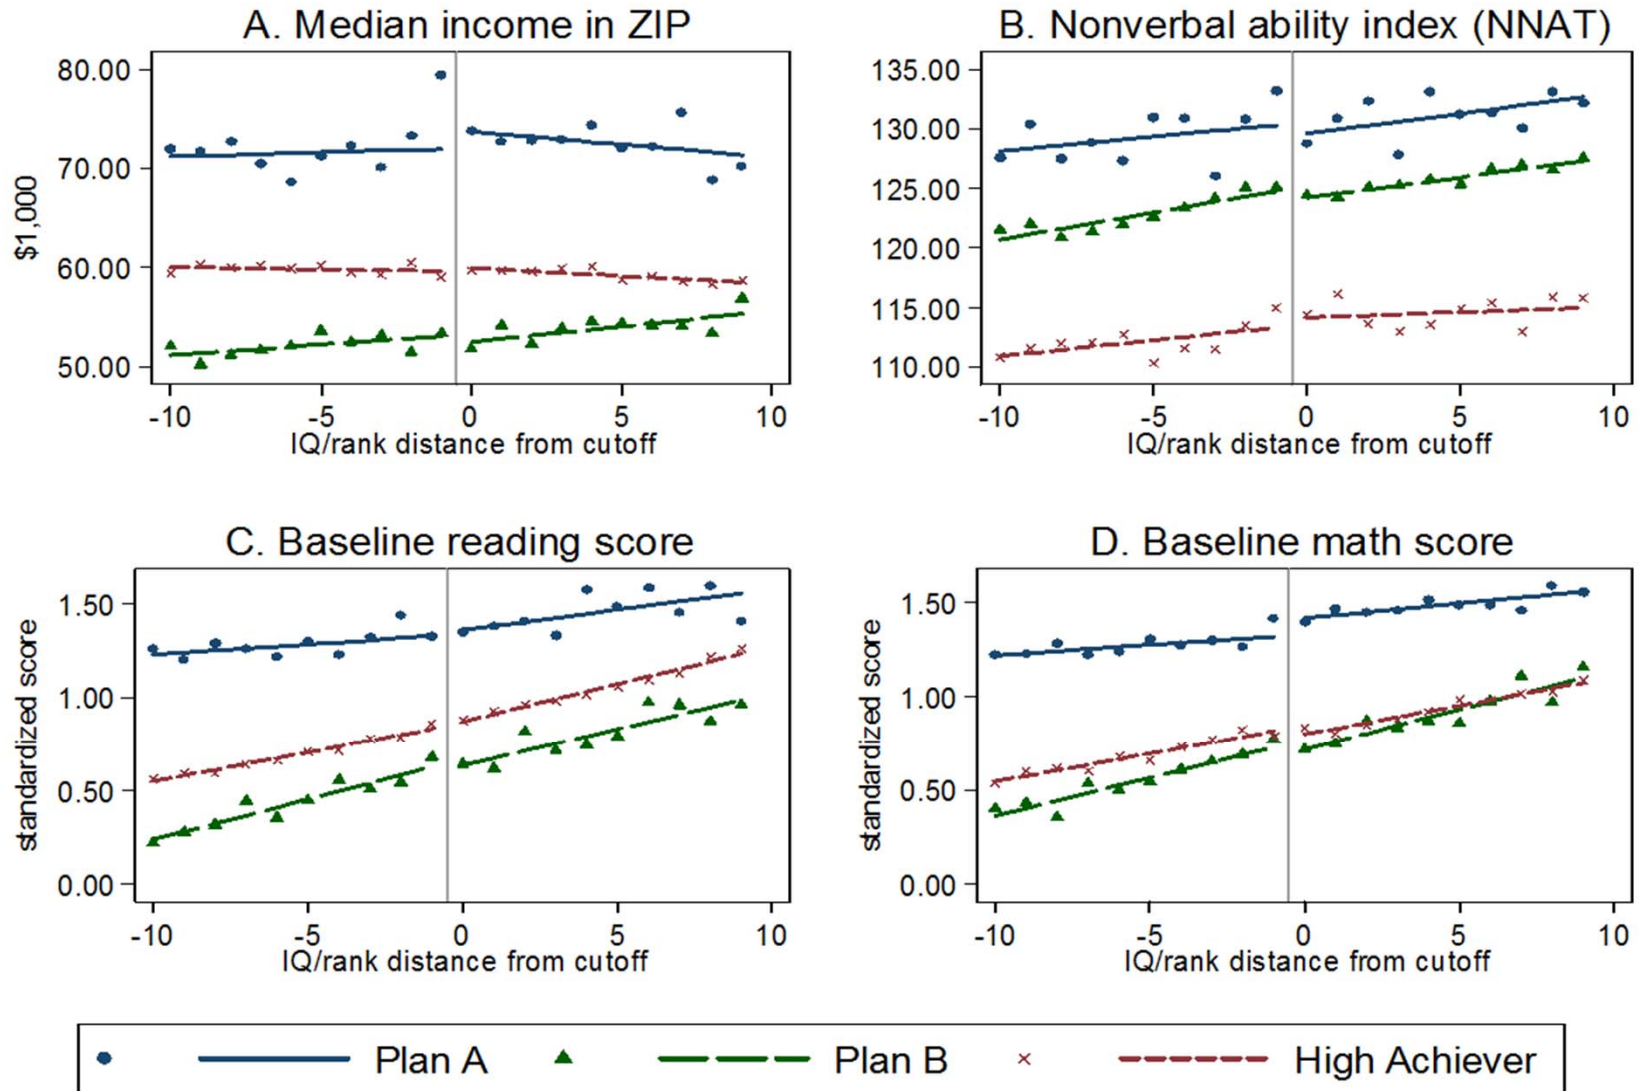 A. Median income in ZIP
80.00
70.00
60.00
50.00
$1,000
-10 -5 0 5 10
IQ/rank distance from cutoff
B. Nonverbal ability index (NNAT)
135.00
130.00
125.00
120.00
115.00
110.00
-10 -5 0 5 10
IQ/rank distance from cutoff
C. Baseline reading score
1.50
1.00
0.50
0.00
standardized score
-10 -5 0 5 10
IQ/rank distance from cutoff
D. Baseline math score
1.50
1.00
0.50
0.00
standardized score
-10 -5 0 5 10
IQ/rank distance from cutoff
Plan A Plan B High Achiever